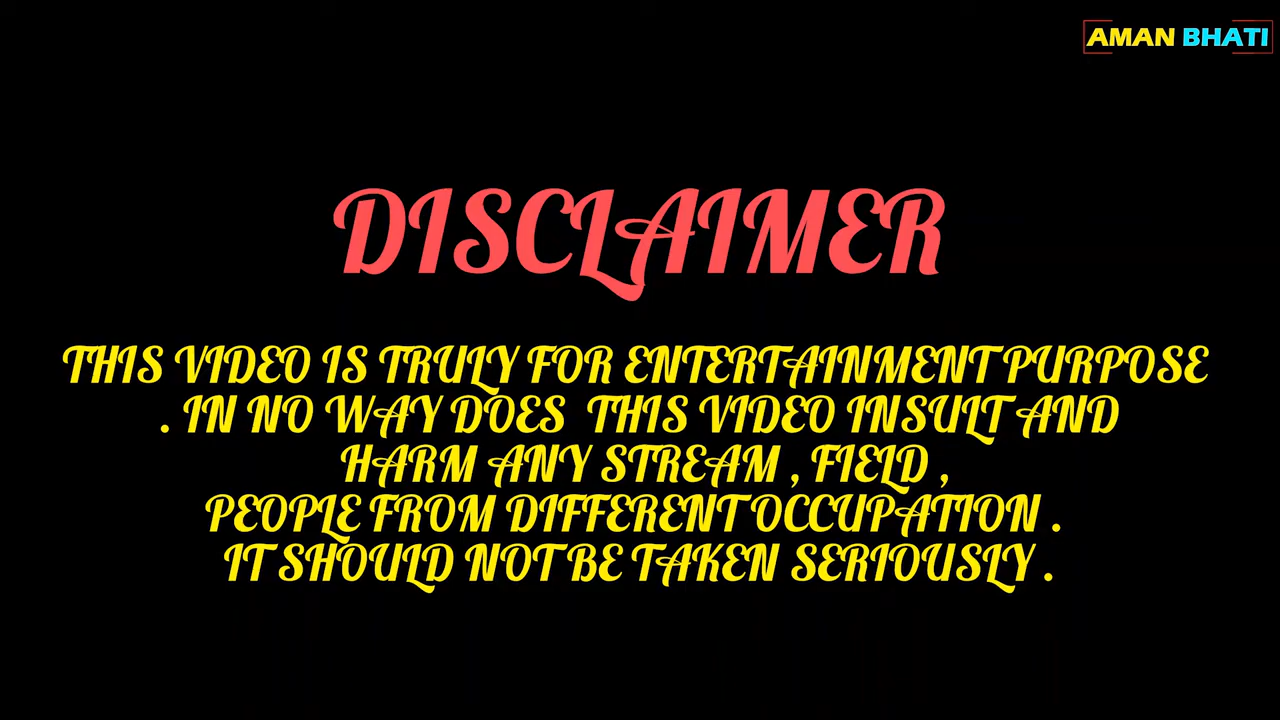 AMAN BHATI
DISCLAIMER
THIS VIDEO IS TRULY FOR ENTERTAINMENT PURPOSE
. IN NO WAY DOES THIS VIDEO INSULT AND
HARM ANY STREAM , FIELD ,
PEOPLE FROM DIFFERENT OCCUPATION .
IT SHOULD NOT BE TAKEN SERIOUSLY .